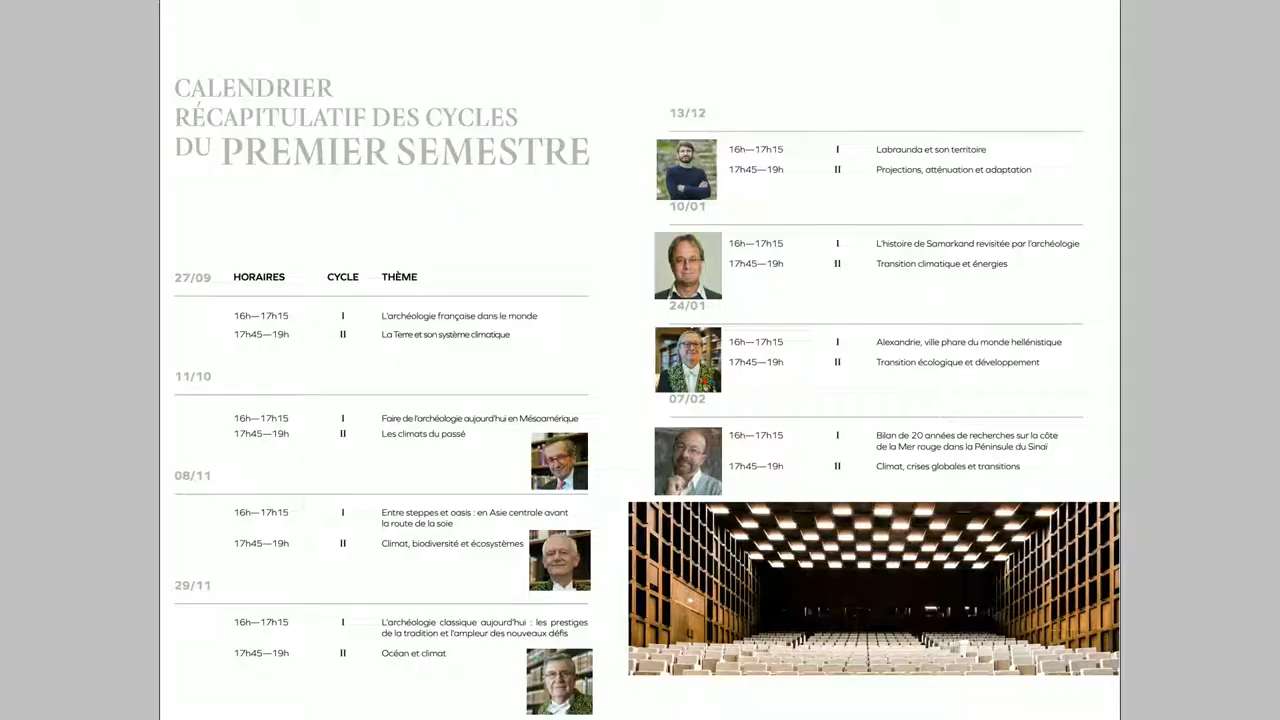 CALENDRIER
RÉCAPITULATIF DES CYCLES
DU PREMIER SEMESTRE
27/09 HORAIRES CYCLE THÈME
16h—17h15 I L'archéologie française dans le monde
17h45—19h II La Terre et son système climatique
11/10
16h—17h15 I Faire de l'archéologie aujourd'hui en Mésoamérique
17h45—19h II Les climats du passé
08/11
16h—17h15 I Entre steppes et oasis : en Asie centrale avant
la route de la soie
17h45—19h II Climat, biodiversité et écosystèmes
29/11
16h—17h15 I L'archéologie classique aujourd'hui : les prestiges
de la tradition et l'ampleur des nouveaux défis
17h45—19h II Océan et climat
13/12
16h—17h15 I Labraunda et son territoire
17h45—19h II Projections, atténuation et adaptation
10/01
16h—17h15 I L'histoire de Samarkand revisitée par l'archéologie
17h45—19h II Transition climatique et énergies
24/01
16h—17h15 I Alexandrie, ville phare du monde hellénistique
17h45—19h II Transition écologique et développement
07/02
16h—17h15 I Bilan de 20 années de recherches sur la côte
de la Mer rouge dans la Péninsule du Sinaï
17h45—19h II Climat, crises globales et transitions